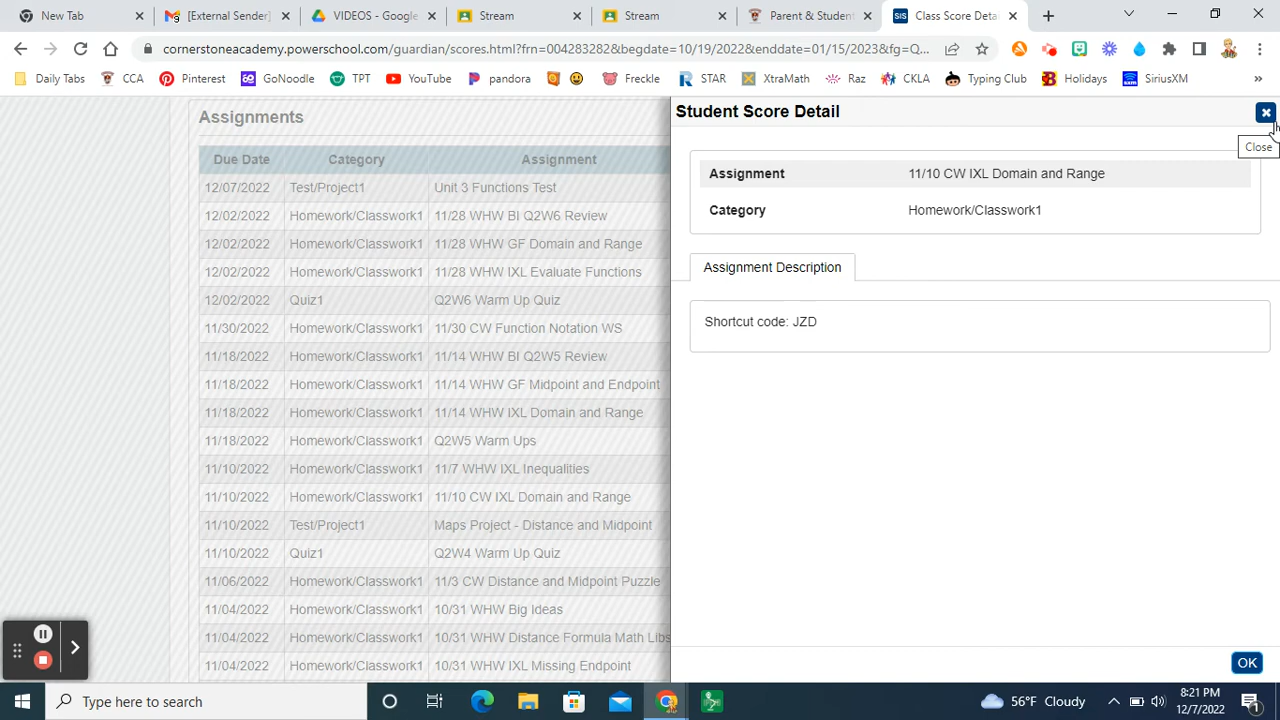 New Tab
[External Sender]
VIDEOS - Google
Stream
Stream
Parent & Student
SIS
Class Score Detail
cornerstoneacademy.powerschool.com/guardian/scores.html?frn=004283282&begdate=10/19/2022&enddate=01/15/2023&fg=Q...
Daily Tabs
CCA
Pinterest
GoNoodle
TPT
YouTube
pandora
Freckle
STAR
XtraMath
Raz
CKLA
Typing Club
Holidays
SiriusXM
»
Assignments
Due Date Category Assignment
12/07/2022 Test/Project1 Unit 3 Functions Test
12/02/2022 Homework/Classwork1 11/28 WHW BI Q2W6 Review
12/02/2022 Homework/Classwork1 11/28 WHW GF Domain and Range
12/02/2022 Homework/Classwork1 11/28 WHW IXL Evaluate Functions
12/02/2022 Quiz1 Q2W6 Warm Up Quiz
11/30/2022 Homework/Classwork1 11/30 CW Function Notation WS
11/18/2022 Homework/Classwork1 11/14 WHW BI Q2W5 Review
11/18/2022 Homework/Classwork1 11/14 WHW GF Midpoint and Endpoint
11/18/2022 Homework/Classwork1 11/14 WHW IXL Domain and Range
11/18/2022 Homework/Classwork1 Q2W5 Warm Ups
11/10/2022 Homework/Classwork1 11/7 WHW IXL Inequalities
11/10/2022 Homework/Classwork1 11/10 CW IXL Domain and Range
11/10/2022 Test/Project1 Maps Project - Distance and Midpoint
11/10/2022 Quiz1 Q2W4 Warm Up Quiz
11/06/2022 Homework/Classwork1 11/3 CW Distance and Midpoint Puzzle
11/04/2022 Homework/Classwork1 10/31 WHW Big Ideas
11/04/2022 Homework/Classwork1 10/31 WHW Distance Formula Math Libs
11/04/2022 Homework/Classwork1 10/31 WHW IXL Missing Endpoint
Student Score Detail
Close
Assignment 11/10 CW IXL Domain and Range
Category Homework/Classwork1
Assignment Description
Shortcut code: JZD
OK
Type here to search
56°F Cloudy
8:21 PM
12/7/2022
1